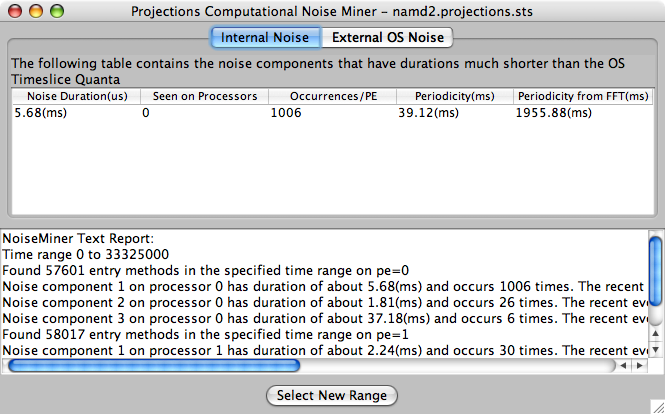 Projections Computational Noise Miner – namd2.projections.sts
Internal Noise External OS Noise
The following table contains the noise components that have durations much shorter than the OS
Timeslice Quanta
Noise Duration(us) Seen on Processors Occurrences/PE Periodicity(ms) Periodicity from FFT(ms)
5.68(ms) 0 1006 39.12(ms) 1955.88(ms)
NoiseMiner Text Report:
Time range 0 to 33325000
Found 57601 entry methods in the specified time range on pe=0
Noise component 1 on processor 0 has duration of about 5.68(ms) and occurs 1006 times. The recent
Noise component 2 on processor 0 has duration of about 1.81(ms) and occurs 26 times. The recent eve
Noise component 3 on processor 0 has duration of about 37.18(ms) and occurs 6 times. The recent ev
Found 58017 entry methods in the specified time range on pe=1
Noise component 1 on processor 1 has duration of about 2.24(ms) and occurs 30 times. The recent eve
Select New Range